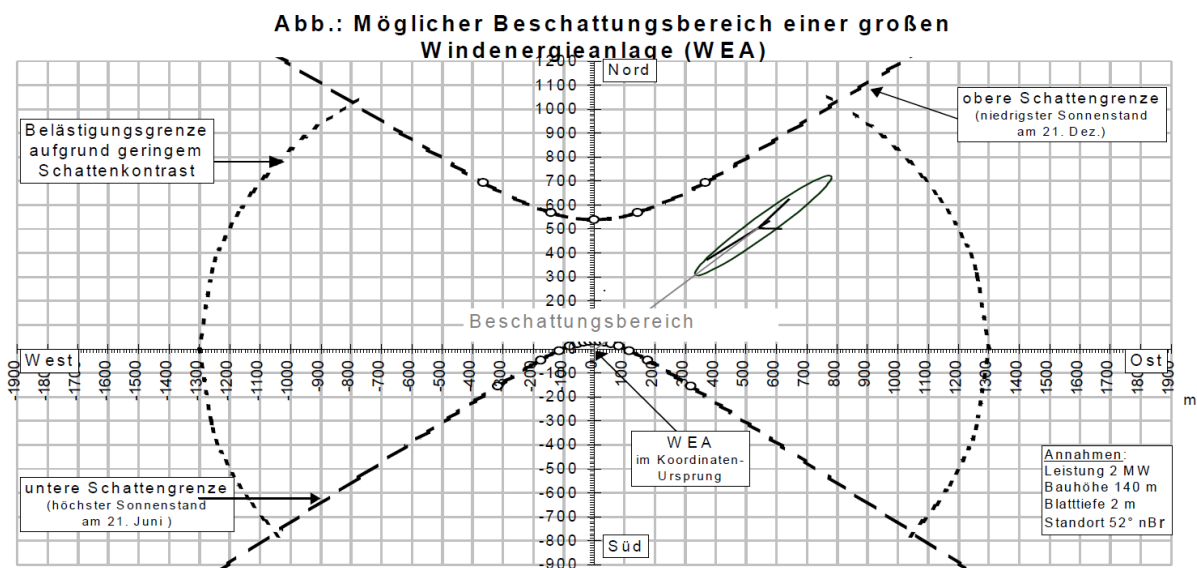 Abb.: Möglicher Beschattungsbereich einer großen
Windenergieanlage (WEA)
1200
1100
1000
900
800
700
600
500
400
300
200
0
-100
-200
-300
-400
-500
-600
-700
-800
-900
Nord
obere Schattengrenze
(niedrigster Sonnenstand
am 21. Dez.)
Belästigungsgrenze
aufgrund geringem
Schattenkontrast
Beschattungsbereich
West
Ost
-1900
-1800
-1700
-1600
-1500
-1400
-1300
-1200
-1100
-1000
-900
-800
-700
-600
-500
-400
-300
-200
-100
0
100
200
300
400
500
600
700
800
900
1000
1100
1200
1300
1400
1500
1600
1700
1800
1900
m
WEA
im Koordinaten-
Ursprung
untere Schattengrenze
(höchster Sonnenstand
am 21. Juni )
Annahmen:
Leistung 2 MW
Bauhöhe 140 m
Blatttiefe 2 m
Standort 52° nBr
Süd